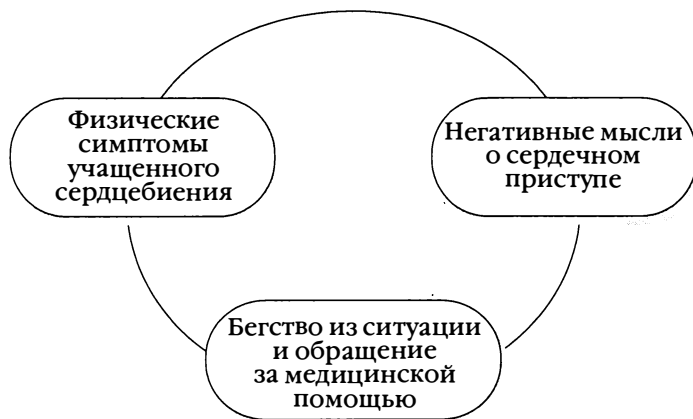 Физические
симптомы
учащенного
сердцебиения
Негативные мысли
о сердечном
приступе
Бегство из ситуации
и обращение
за медицинской
помощью